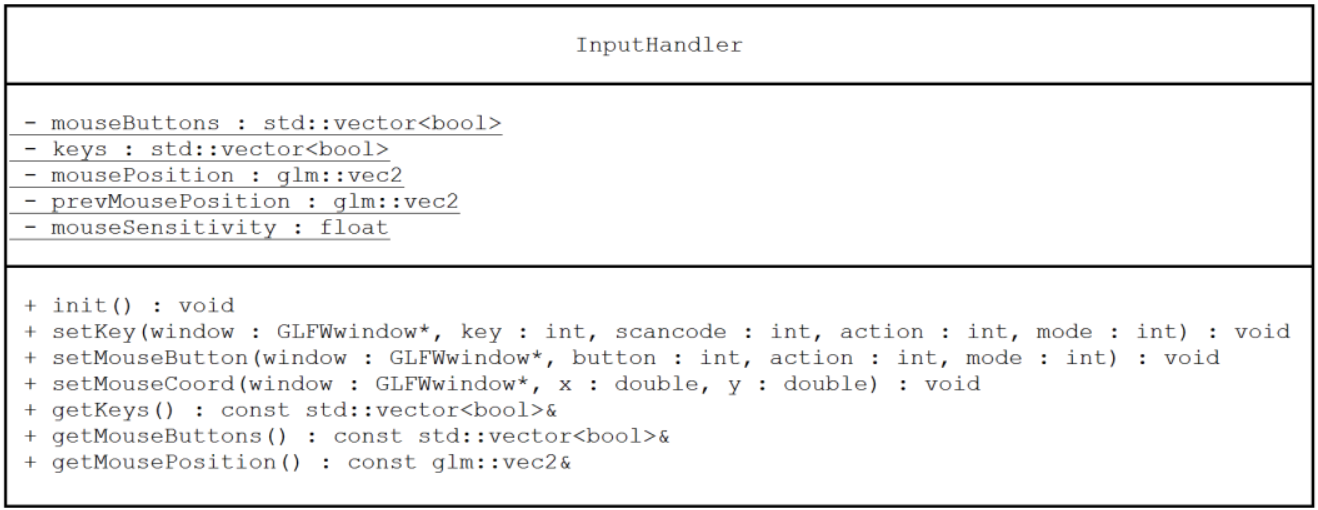 InputHandler
- mouseButtons : std::vector<bool>
- keys : std::vector<bool>
- mousePosition : glm::vec2
- prevMousePosition : glm::vec2
- mouseSensitivity : float
+ init() : void
+ setKey(window : GLFWwindow*, key : int, scancode : int, action : int, mode : int) : void
+ setMouseButton(window : GLFWwindow*, button : int, action : int, mode : int) : void
+ setMouseCoord(window : GLFWwindow*, x : double, y : double) : void
+ getKeys() : const std::vector<bool>&
+ getMouseButtons() : const std::vector<bool>&
+ getMousePosition() : const glm::vec2&